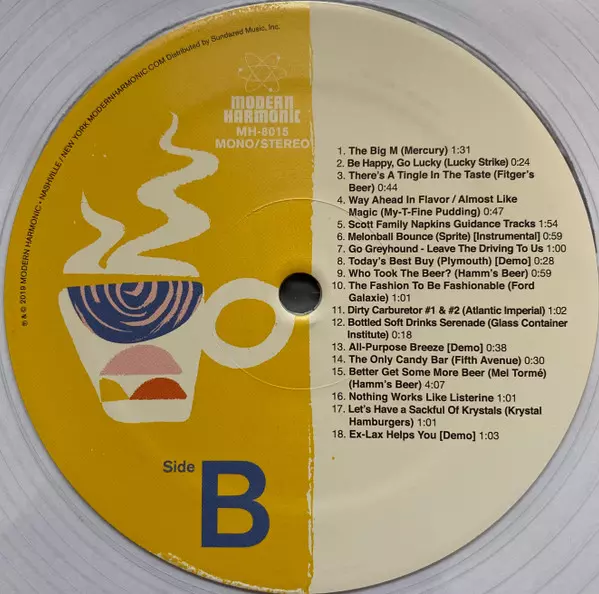 ℗ & © 2019 MODERN HARMONIC • NASHVILLE / NEW YORK MODERNHARMONIC.COM Distributed by Sundazed Music, Inc.
MODERN
HARMONIC
MH-8015
MONO/STEREO
1. The Big M (Mercury) 1:31
2. Be Happy, Go Lucky (Lucky Strike) 0:24
3. There's A Tingle In The Taste (Fitger's
Beer) 0:44
4. Way Ahead In Flavor / Almost Like
Magic (My-T-Fine Pudding) 0:47
5. Scott Family Napkins Guidance Tracks 1:54
6. Melonball Bounce (Sprite) [Instrumental] 0:59
7. Go Greyhound - Leave The Driving To Us 1:00
8. Today's Best Buy (Plymouth) [Demo] 0:28
9. Who Took The Beer? (Hamm's Beer) 0:59
10. The Fashion To Be Fashionable (Ford
Galaxie) 1:01
11. Dirty Carburetor #1 & #2 (Atlantic Imperial) 1:02
12. Bottled Soft Drinks Serenade (Glass Container
Institute) 0:18
13. All-Purpose Breeze [Demo] 0:38
14. The Only Candy Bar (Fifth Avenue) 0:30
15. Better Get Some More Beer (Mel Tormé)
(Hamm's Beer) 4:07
16. Nothing Works Like Listerine 1:01
17. Let's Have a Sackful Of Krystals (Krystal
Hamburgers) 1:01
18. Ex-Lax Helps You [Demo] 1:03
Side
B